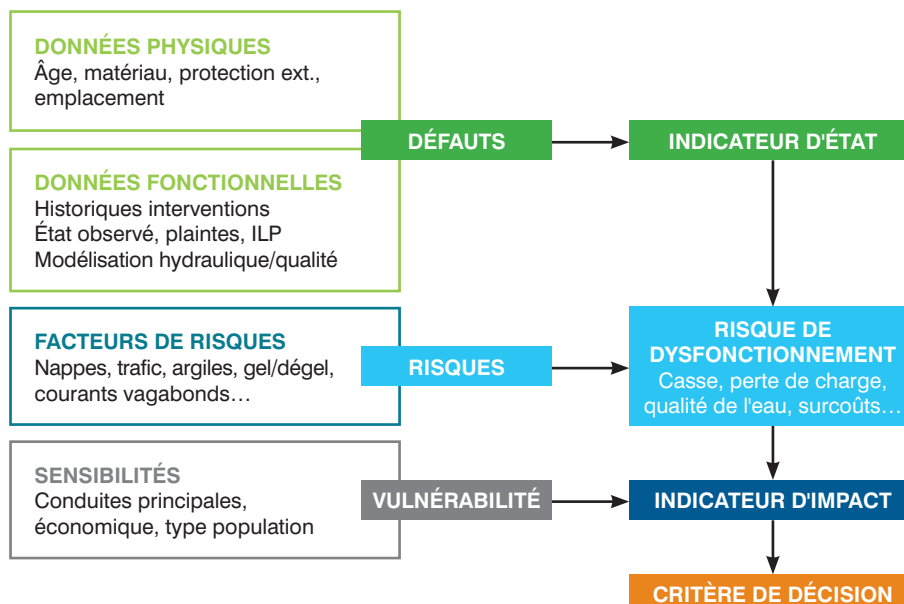 DONNÉES PHYSIQUES
Âge, matériau, protection ext.,
emplacement
DÉFAUTS
INDICATEUR D'ÉTAT
DONNÉES FONCTIONNELLES
Historiques interventions
État observé, plaintes, ILP
Modélisation hydraulique/qualité
FACTEURS DE RISQUES
Nappes, trafic, argiles, gel/dégel,
courants vagabonds…
RISQUES
RISQUE DE
DYSFONCTIONNEMENT
Casse, perte de charge,
qualité de l'eau, surcoûts…
SENSIBILITÉS
Conduites principales,
économique, type population
VULNÉRABILITÉ
INDICATEUR D'IMPACT
CRITÈRE DE DÉCISION